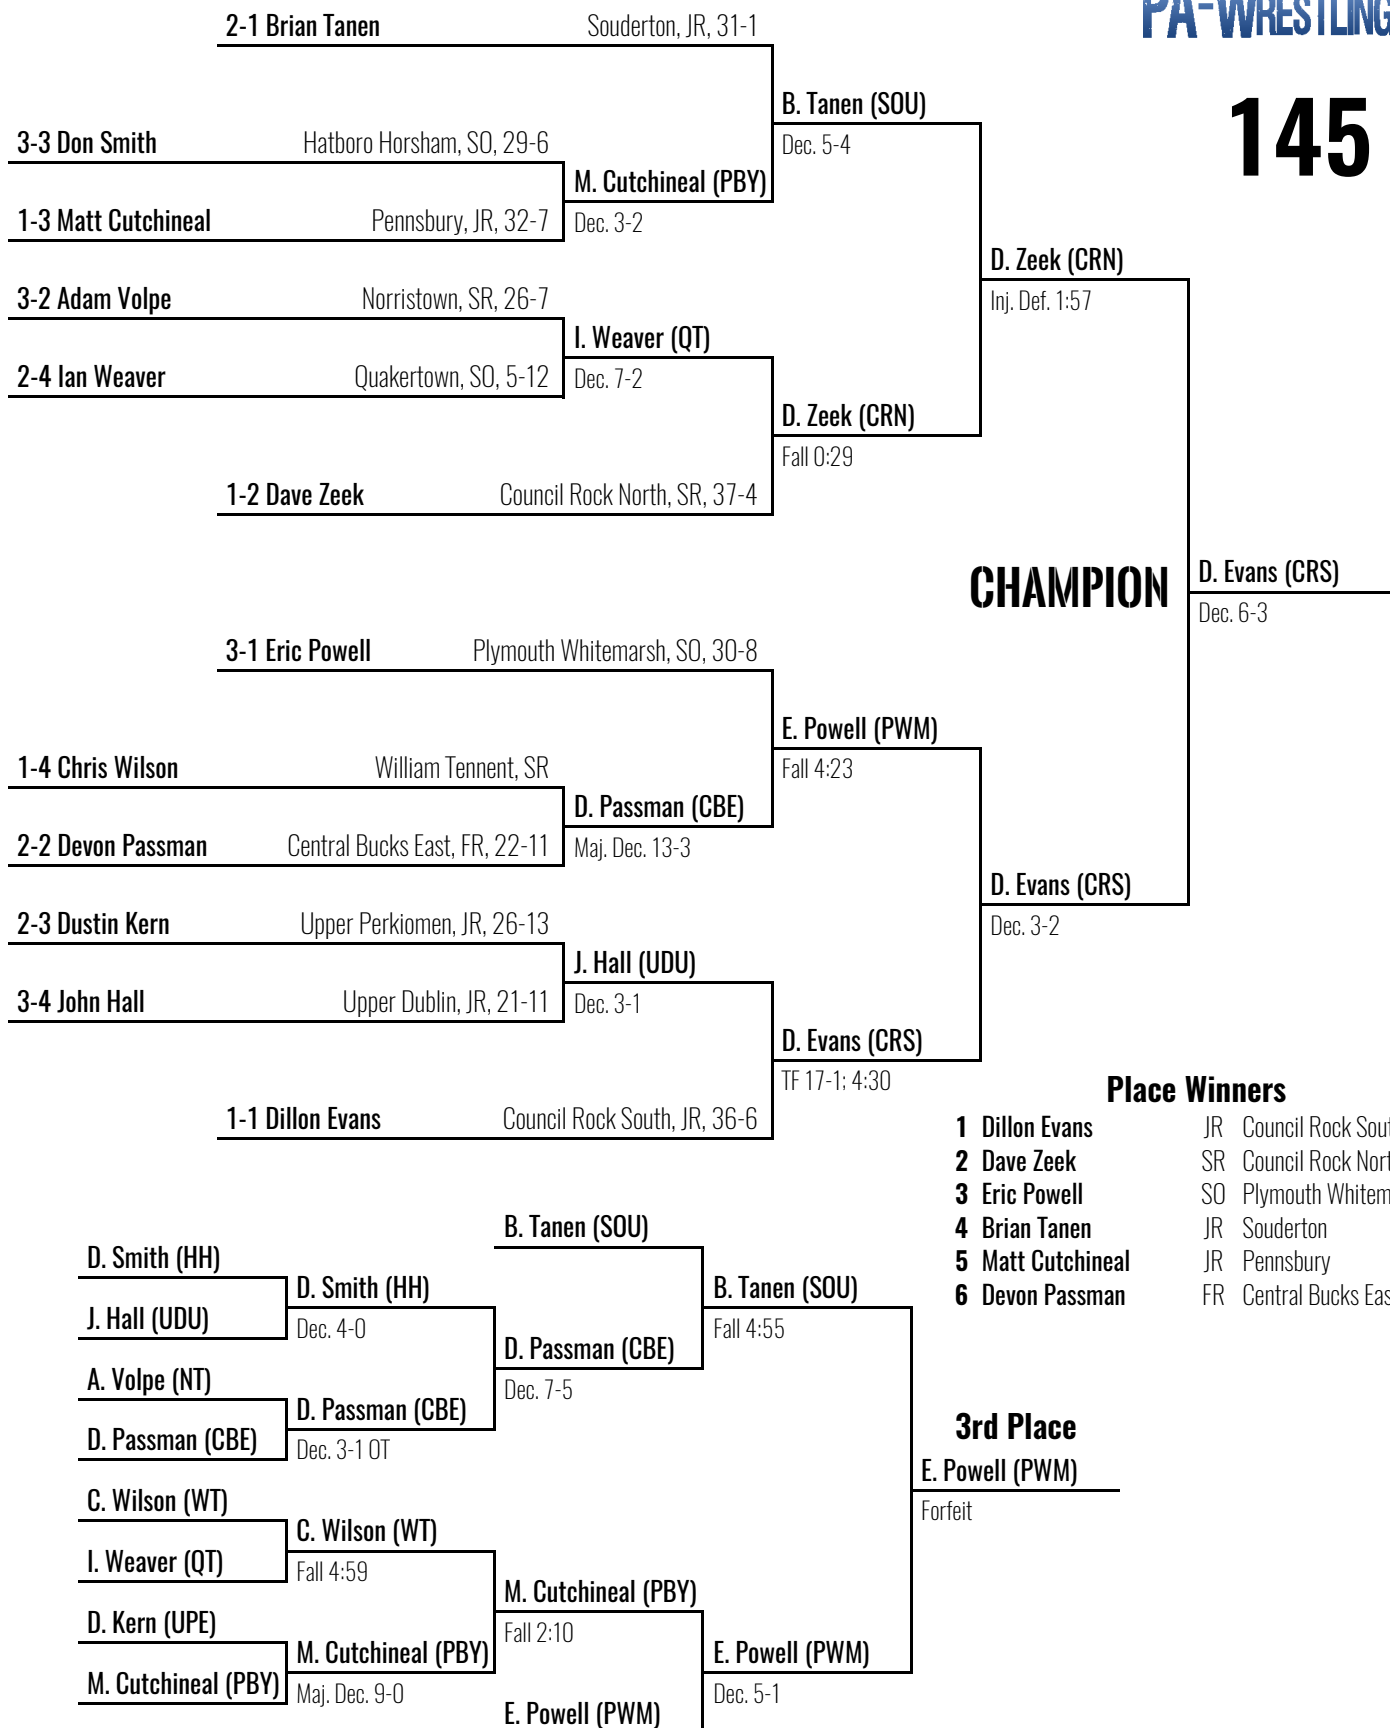 PA-WRESTLING
145
2-1 Brian Tanen Souderton, JR, 31-1
B. Tanen (SOU)
Dec. 5-4
3-3 Don Smith Hatboro Horsham, SO, 29-6
M. Cutchineal (PBY)
Dec. 3-2
1-3 Matt Cutchineal Pennsbury, JR, 32-7
D. Zeek (CRN)
Inj. Def. 1:57
3-2 Adam Volpe Norristown, SR, 26-7
I. Weaver (QT)
Dec. 7-2
2-4 Ian Weaver Quakertown, SO, 5-12
D. Zeek (CRN)
Fall 0:29
1-2 Dave Zeek Council Rock North, SR, 37-4
CHAMPION
D. Evans (CRS)
Dec. 6-3
3-1 Eric Powell Plymouth Whitemarsh, SO, 30-8
E. Powell (PWM)
Fall 4:23
1-4 Chris Wilson William Tennent, SR
D. Passman (CBE)
Maj. Dec. 13-3
2-2 Devon Passman Central Bucks East, FR, 22-11
D. Evans (CRS)
Dec. 3-2
2-3 Dustin Kern Upper Perkiomen, JR, 26-13
J. Hall (UDU)
Dec. 3-1
3-4 John Hall Upper Dublin, JR, 21-11
D. Evans (CRS)
TF 17-1; 4:30
1-1 Dillon Evans Council Rock South, JR, 36-6
Place Winners
1 Dillon Evans JR Council Rock Sout
2 Dave Zeek SR Council Rock Nort
3 Eric Powell SO Plymouth Whitem
4 Brian Tanen JR Souderton
5 Matt Cutchineal JR Pennsbury
6 Devon Passman FR Central Bucks Eas
B. Tanen (SOU)
D. Smith (HH)
D. Smith (HH)
Dec. 4-0
J. Hall (UDU)
B. Tanen (SOU)
Fall 4:55
D. Passman (CBE)
Dec. 7-5
A. Volpe (NT)
D. Passman (CBE)
Dec. 3-1 OT
D. Passman (CBE)
3rd Place
E. Powell (PWM)
Forfeit
C. Wilson (WT)
C. Wilson (WT)
Fall 4:59
I. Weaver (QT)
M. Cutchineal (PBY)
Fall 2:10
D. Kern (UPE)
M. Cutchineal (PBY)
Maj. Dec. 9-0
M. Cutchineal (PBY)
E. Powell (PWM)
Dec. 5-1
E. Powell (PWM)